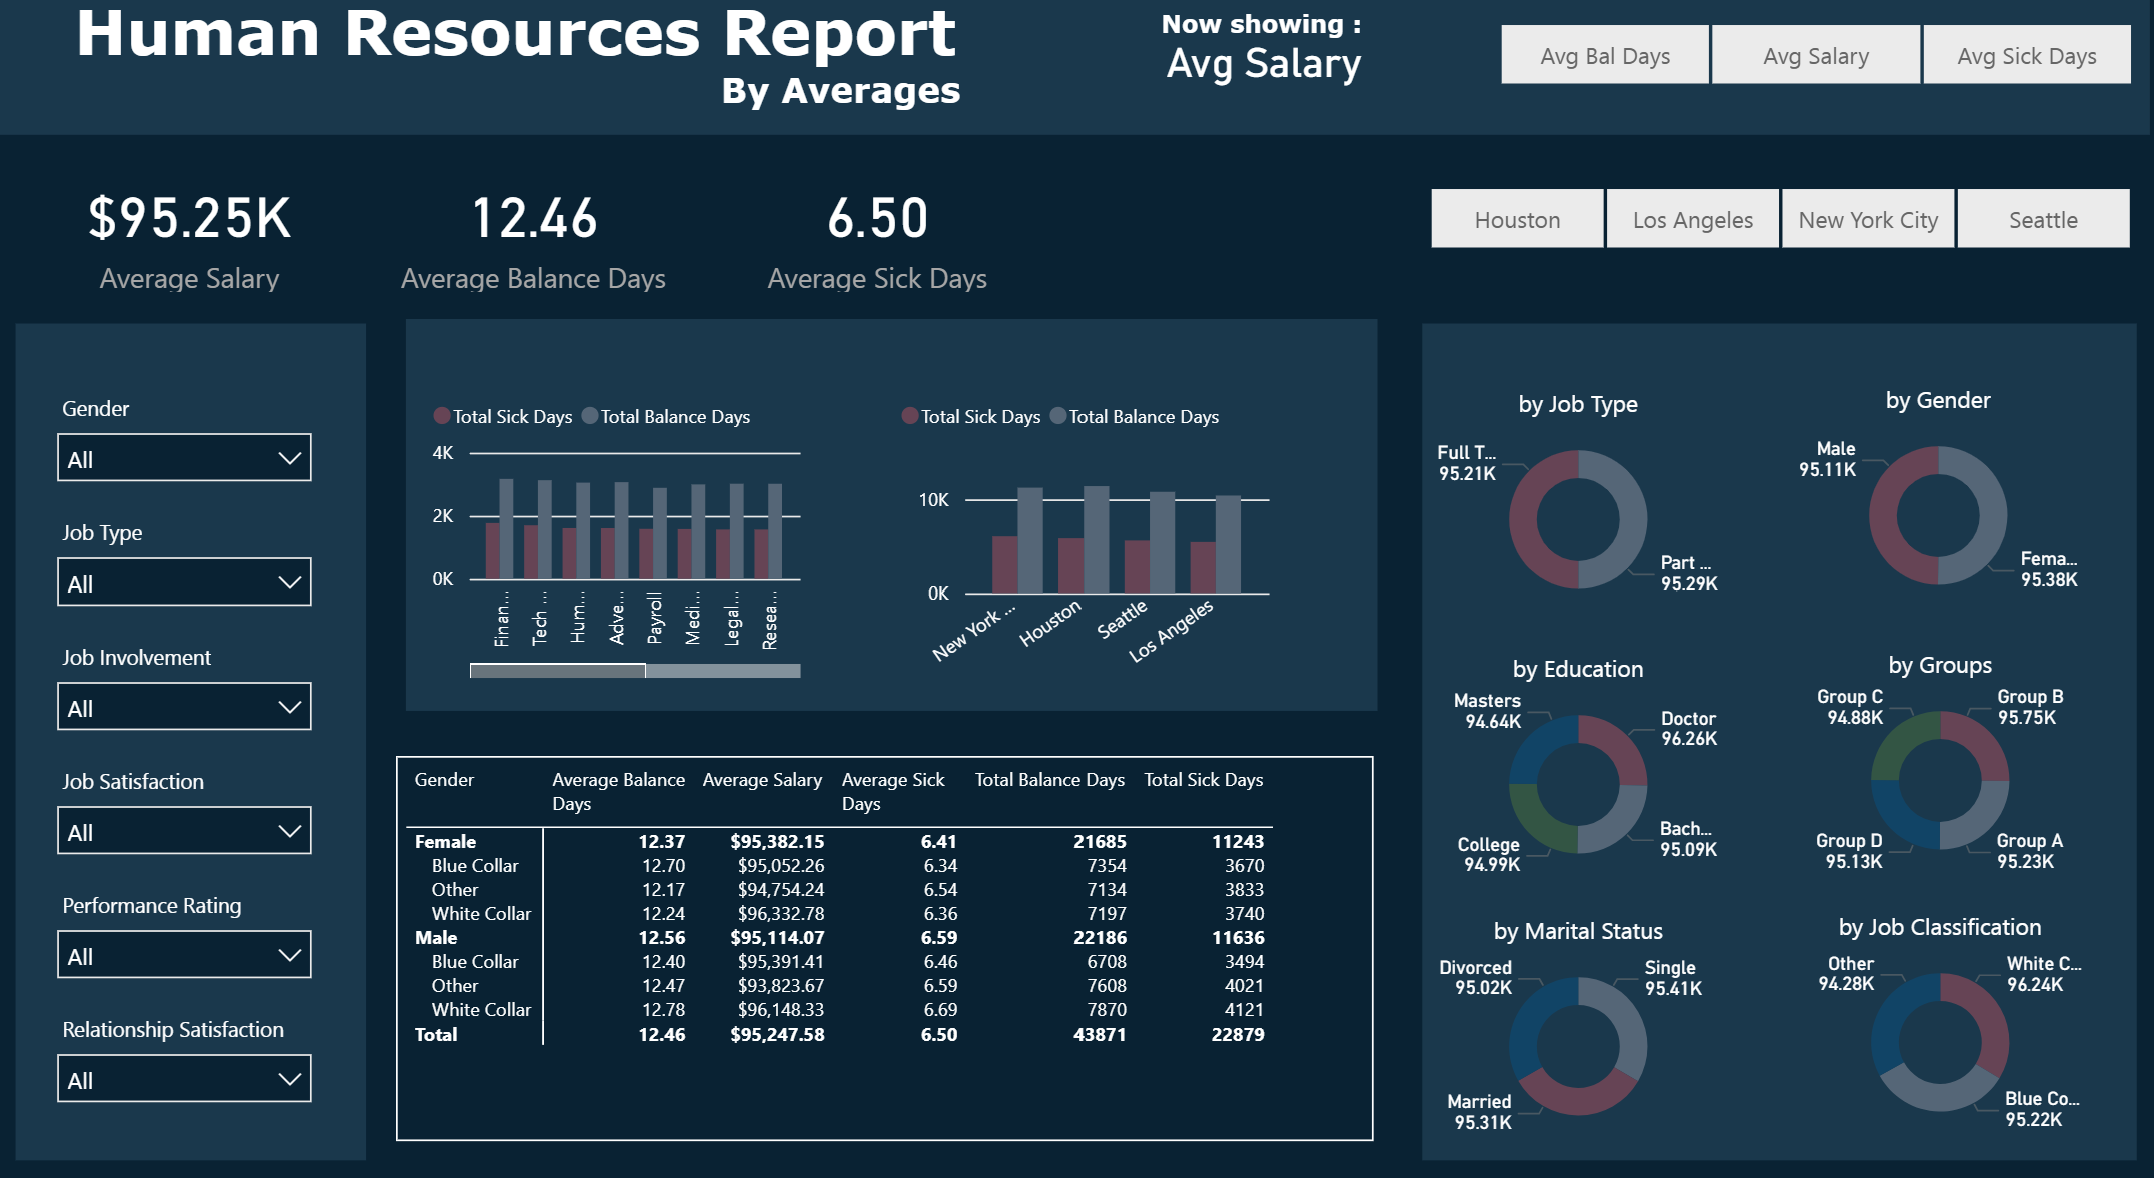 Human Resources Report
By Averages
Now showing :
Avg Salary
Avg Bal Days
Avg Salary
Avg Sick Days
$95.25K
Average Salary
12.46
Average Balance Days
6.50
Average Sick Days
Houston
Los Angeles
New York City
Seattle
Gender
All
Job Type
All
Job Involvement
All
Job Satisfaction
All
Performance Rating
All
Relationship Satisfaction
All
Total Sick Days Total Balance Days
4K
2K
0K
Finan...
Tech ...
Hum...
Adve...
Payroll
Medi...
Legal...
Resea...
Total Sick Days Total Balance Days
10K
0K
New York ...
Houston
Seattle
Los Angeles
Gender Average Balance Days Average Salary Average Sick Days Total Balance Days Total Sick Days
Female 12.37 $95,382.15 6.41 21685 11243
Blue Collar 12.70 $95,052.26 6.34 7354 3670
Other 12.17 $94,754.24 6.54 7134 3833
White Collar 12.24 $96,332.78 6.36 7197 3740
Male 12.56 $95,114.07 6.59 22186 11636
Blue Collar 12.40 $95,391.41 6.46 6708 3494
Other 12.47 $93,823.67 6.59 7608 4021
White Collar 12.78 $96,148.33 6.69 7870 4121
Total 12.46 $95,247.58 6.50 43871 22879
by Job Type
Full T...
95.21K
Part ...
95.29K
by Gender
Male
95.11K
Fema...
95.38K
by Education
Masters
94.64K
Doctor
96.26K
College
94.99K
Bach...
95.09K
by Groups
Group C
94.88K
Group B
95.75K
Group D
95.13K
Group A
95.23K
by Marital Status
Divorced
95.02K
Single
95.41K
Married
95.31K
by Job Classification
Other
94.28K
White C...
96.24K
Blue Co...
95.22K